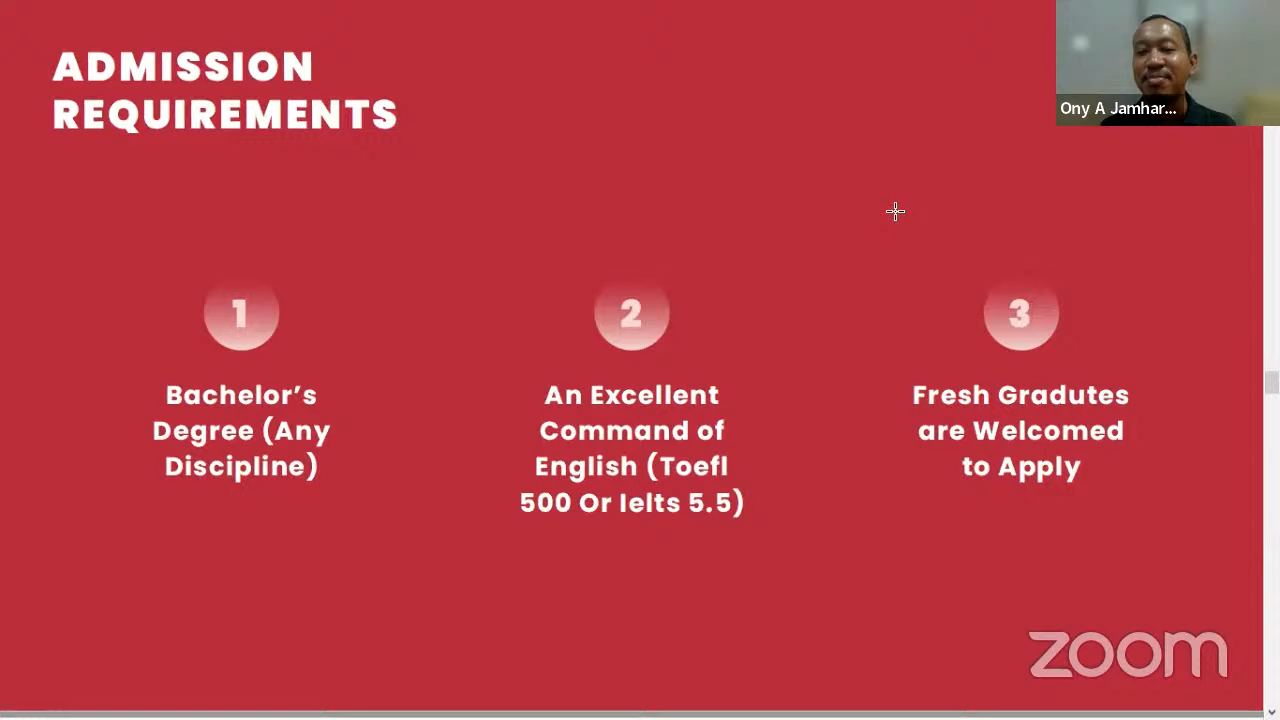 ADMISSION
REQUIREMENTS
Ony A Jamhar...
1
Bachelor’s
Degree (Any
Discipline)
2
An Excellent
Command of
English (Toefl
500 Or Ielts 5.5)
3
Fresh Gradutes
are Welcomed
to Apply
zoom